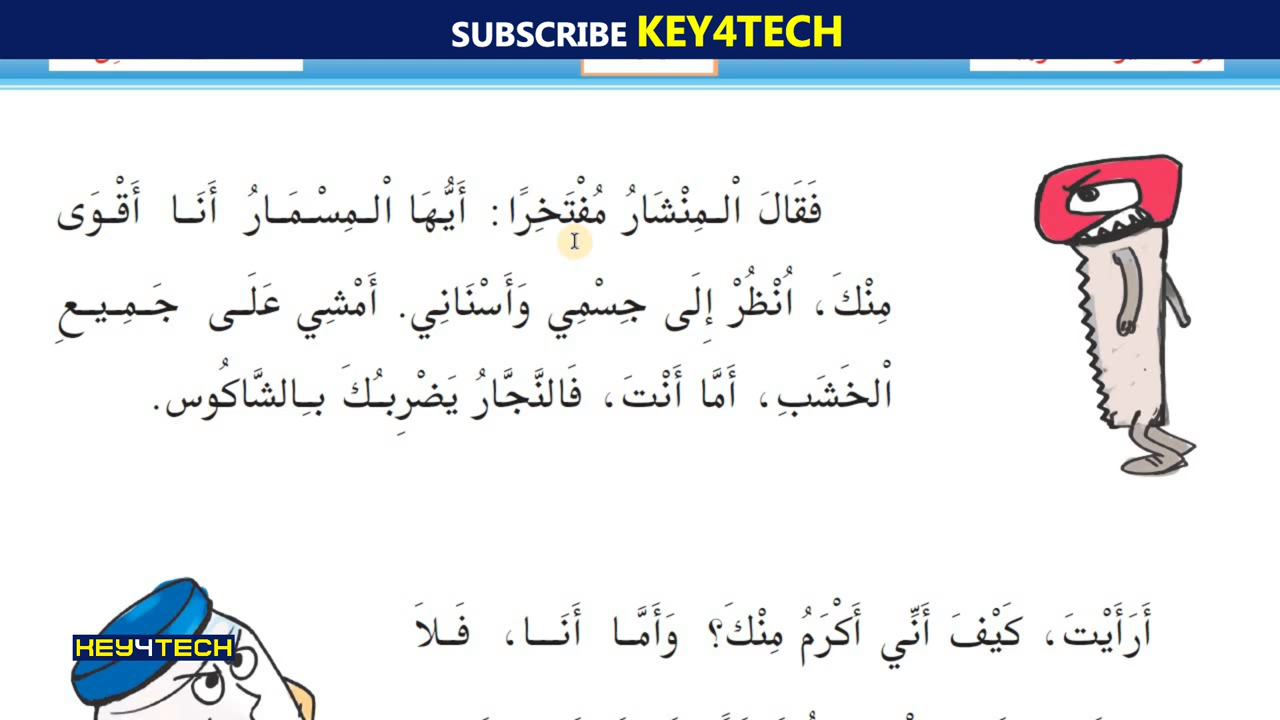 SUBSCRIBE KEY4TECH
فَقَالَ الْمِنْشَارُ مُفْتَخِرًا: أَيُّهَا الْمِسْمَارُ أَنَا أَقْوَى
مِنْكَ، اُنْظُرْ إِلَى جِسْمِي وَأَسْنَانِي. أَمْشِي عَلَى جَمِيعِ
الْخَشَبِ، أَمَّا أَنْتَ، فَالنَّجَّارُ يَضْرِبُكَ بِالشَّاكُوس.
أَرَأَيْتَ، كَيْفَ أَنِّي أَكْرَمُ مِنْكَ؟ وَأَمَّا أَنَا، فَلاَ
KEY4TECH